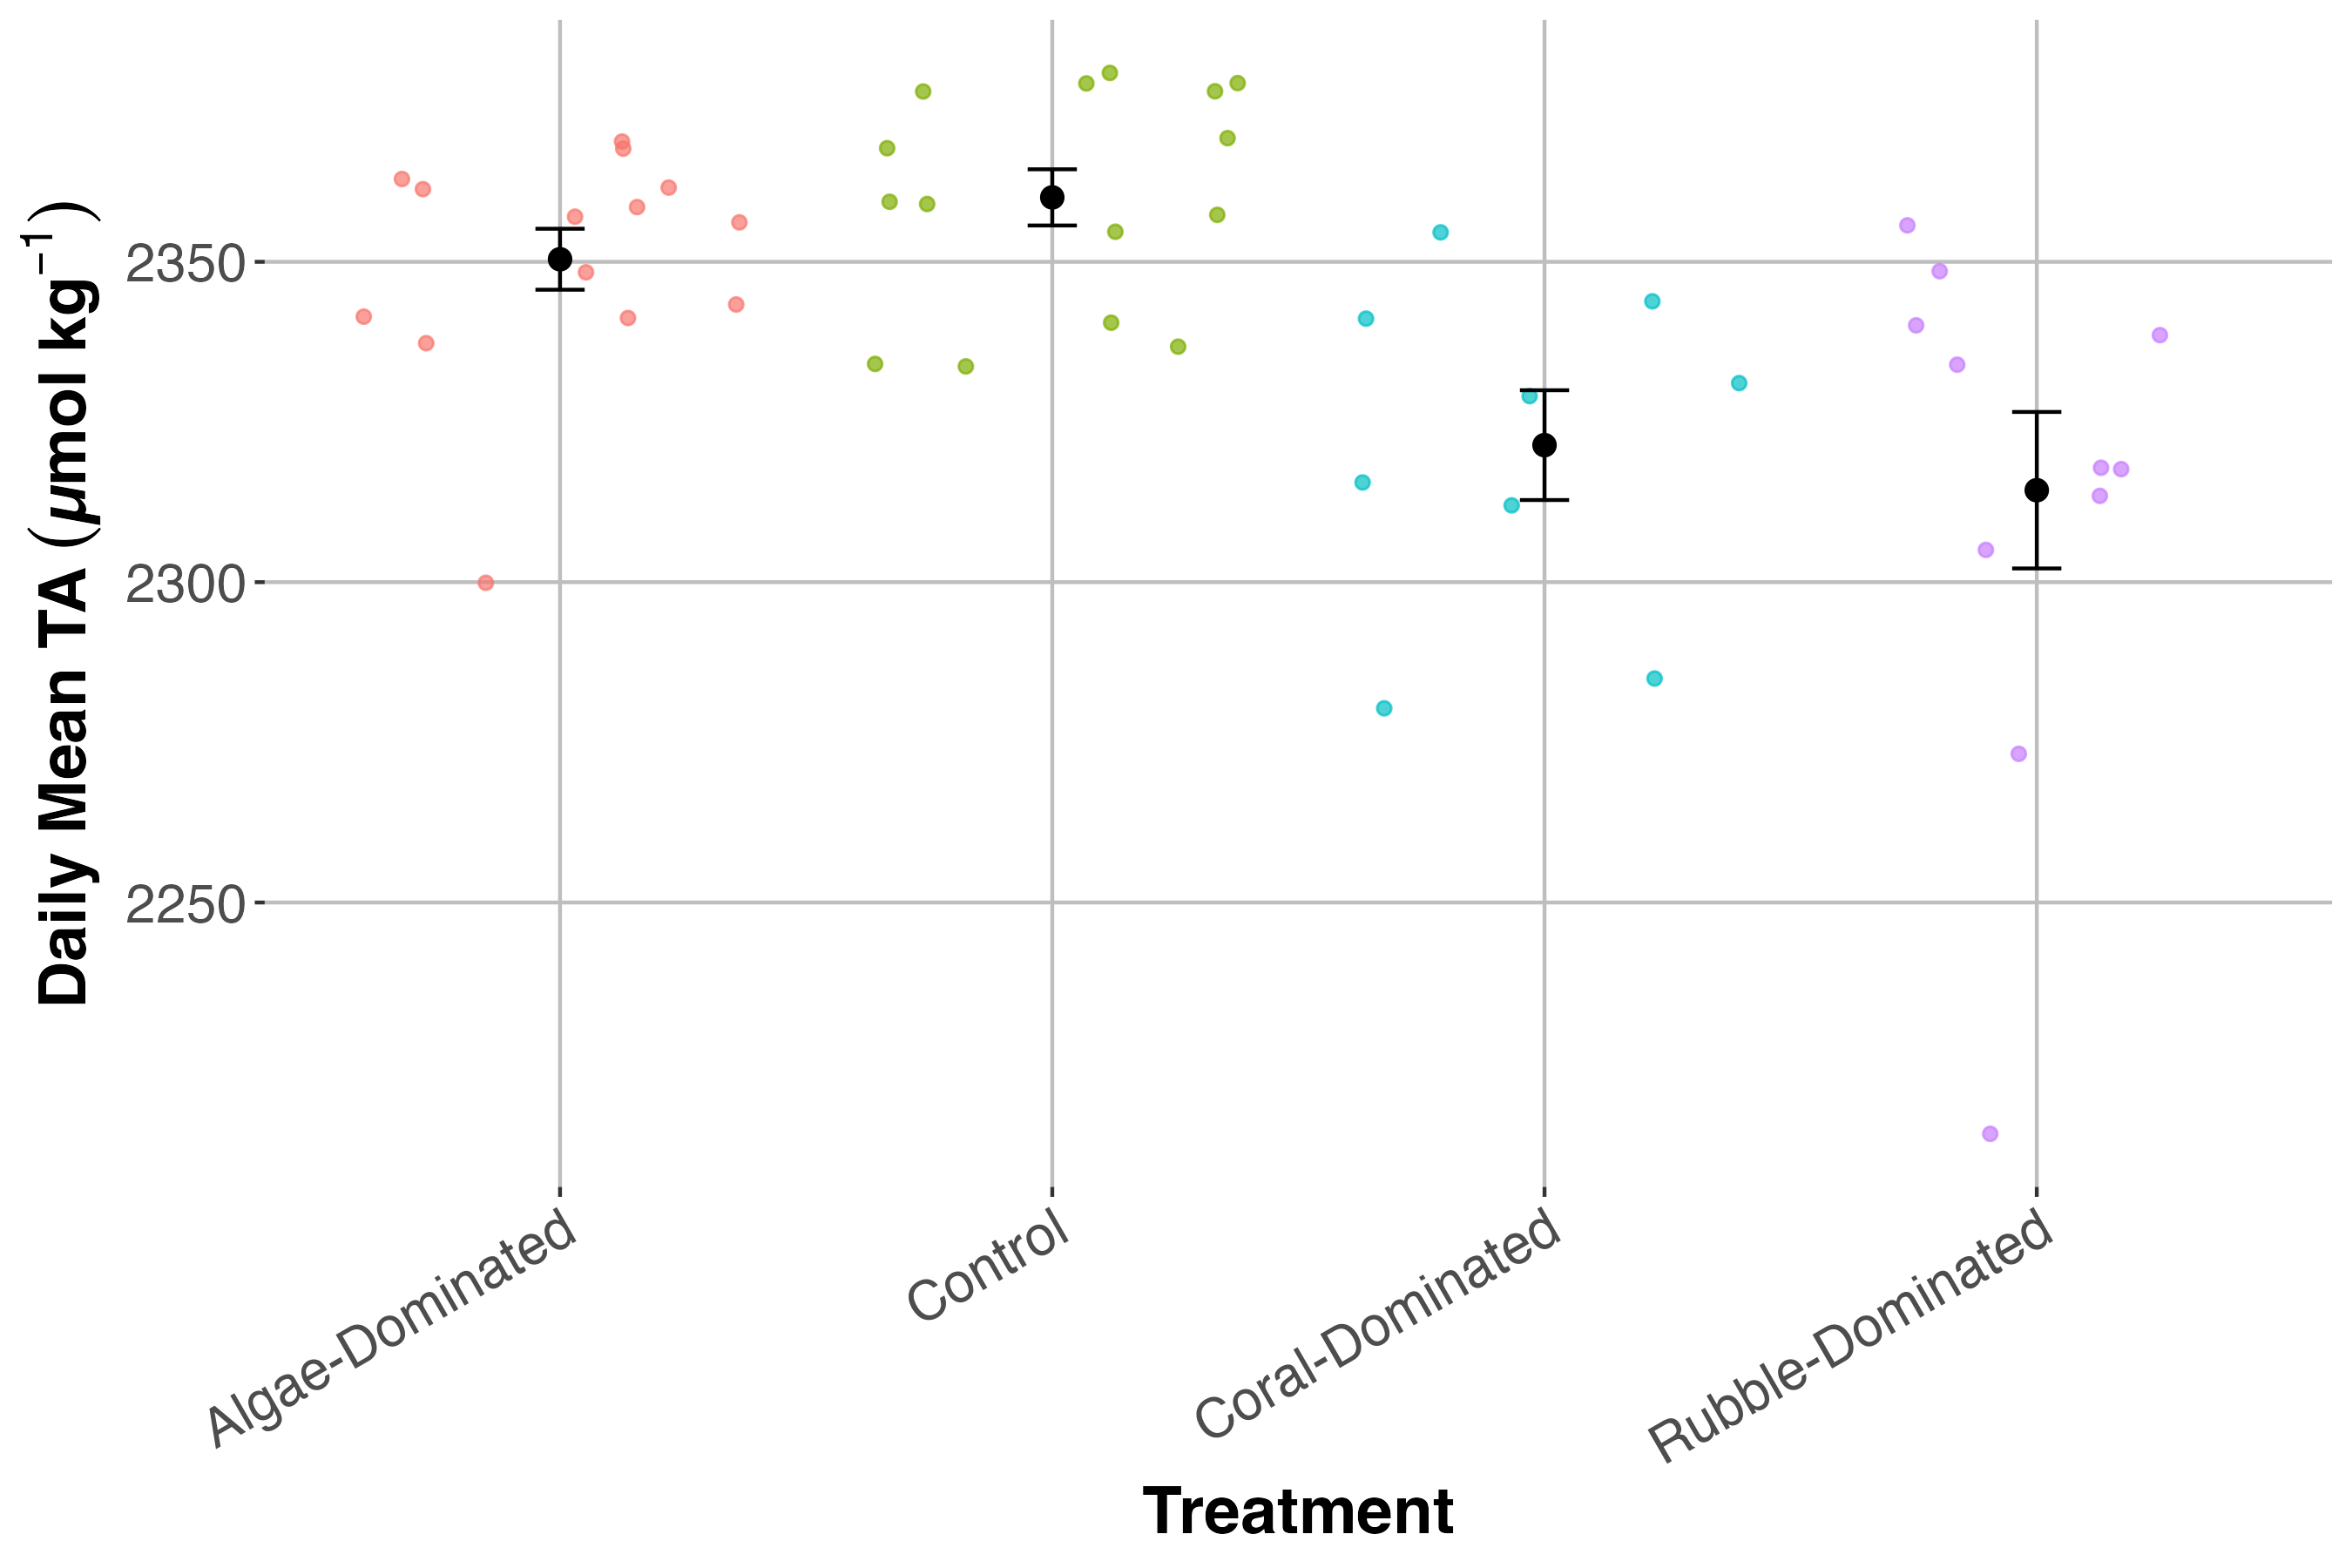 Daily Mean TA (μmol kg⁻¹)
2350
2300
2250
Algae-Dominated
Control
Coral-Dominated
Rubble-Dominated
Treatment